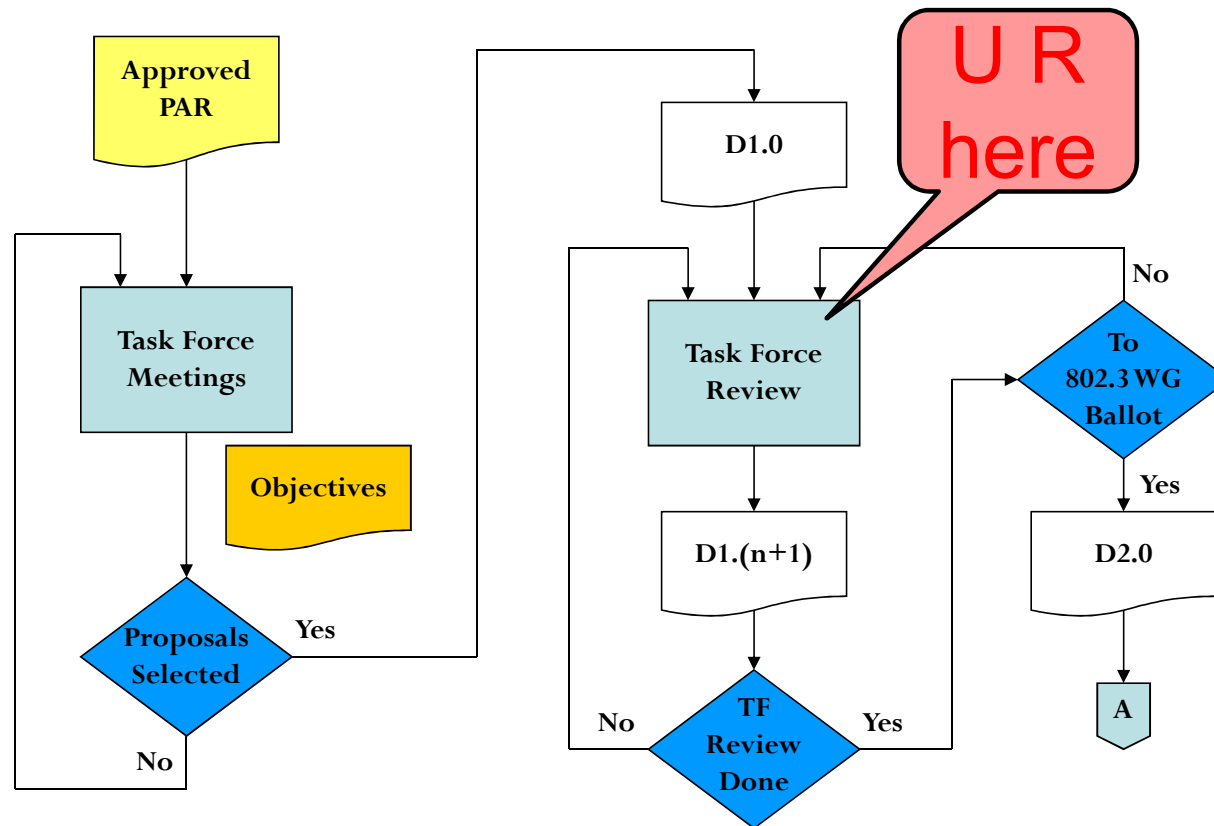 Approved
PAR
Task Force
Meetings
Objectives
Proposals
Selected
Yes
No
D1.0
U R
here
Task Force
Review
D1.(n+1)
TF
Review
Done
No
Yes
To
802.3 WG
Ballot
No
Yes
D2.0
A